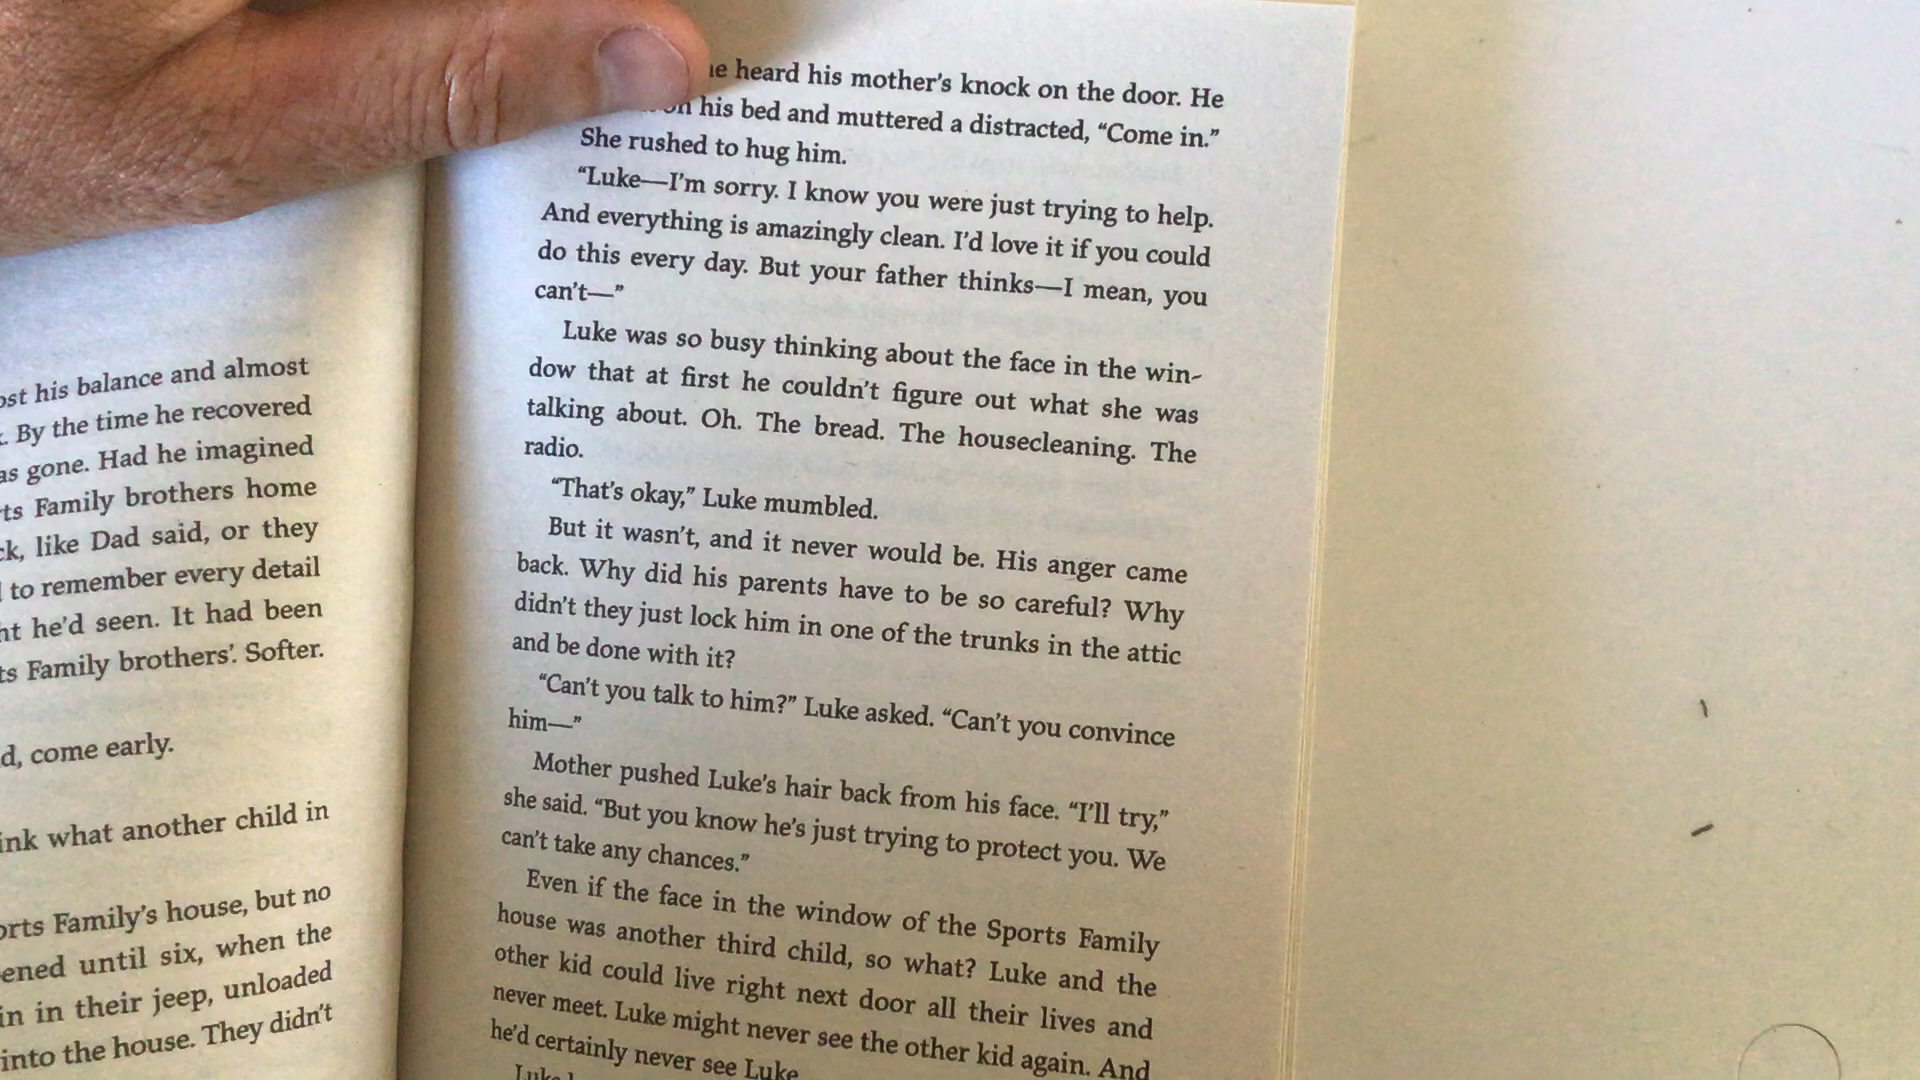 his balance and almost
By the time he recovered
gone. Had he imagined
Family brothers home
like Dad said, or they
to remember every detail
he'd seen. It had been
Family brothers'. Softer.
come early.
what another child in
Family's house, but no
until six, when the
in their jeep, unloaded
into the house. They didn't
heard his mother's knock on the door. He
on his bed and muttered a distracted, “Come in.”
She rushed to hug him.
“Luke—I'm sorry. I know you were just trying to help.
And everything is amazingly clean. I'd love it if you could
do this every day. But your father thinks—I mean, you
can't—”
Luke was so busy thinking about the face in the win-
dow that at first he couldn't figure out what she was
talking about. Oh. The bread. The housecleaning. The
radio.
“That's okay,” Luke mumbled.
But it wasn't, and it never would be. His anger came
back. Why did his parents have to be so careful? Why
didn't they just lock him in one of the trunks in the attic
and be done with it?
“Can't you talk to him?” Luke asked. “Can't you convince
him—”
Mother pushed Luke's hair back from his face. “I'll try,”
she said. “But you know he's just trying to protect you. We
can't take any chances.”
Even if the face in the window of the Sports Family
house was another third child, so what? Luke and the
other kid could live right next door all their lives and
never meet. Luke might never see the other kid again. And
he'd certainly never see Luke
Luke